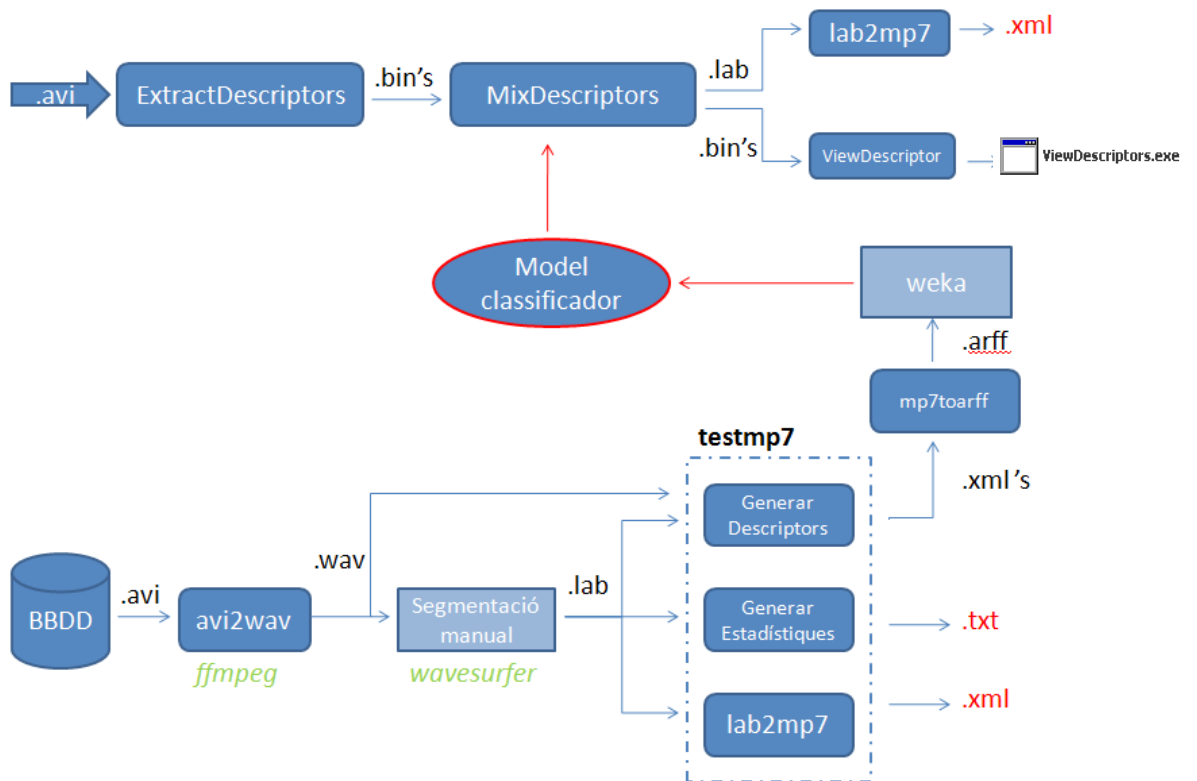 lab2mp7
.xml
.lab
.avi
ExtractDescriptors
.bin's
MixDescriptors
.bin's
ViewDescriptor
ViewDescriptors.exe
Model
classificador
weka
.arff
mp7toarff
testmp7
.xml 's
Generar
Descriptors
.wav
.lab
.avi
BBDD
avi2wav
Segmentació
manual
Generar
Estadístiques
.txt
ffmpeg
wavesurfer
.xml
lab2mp7